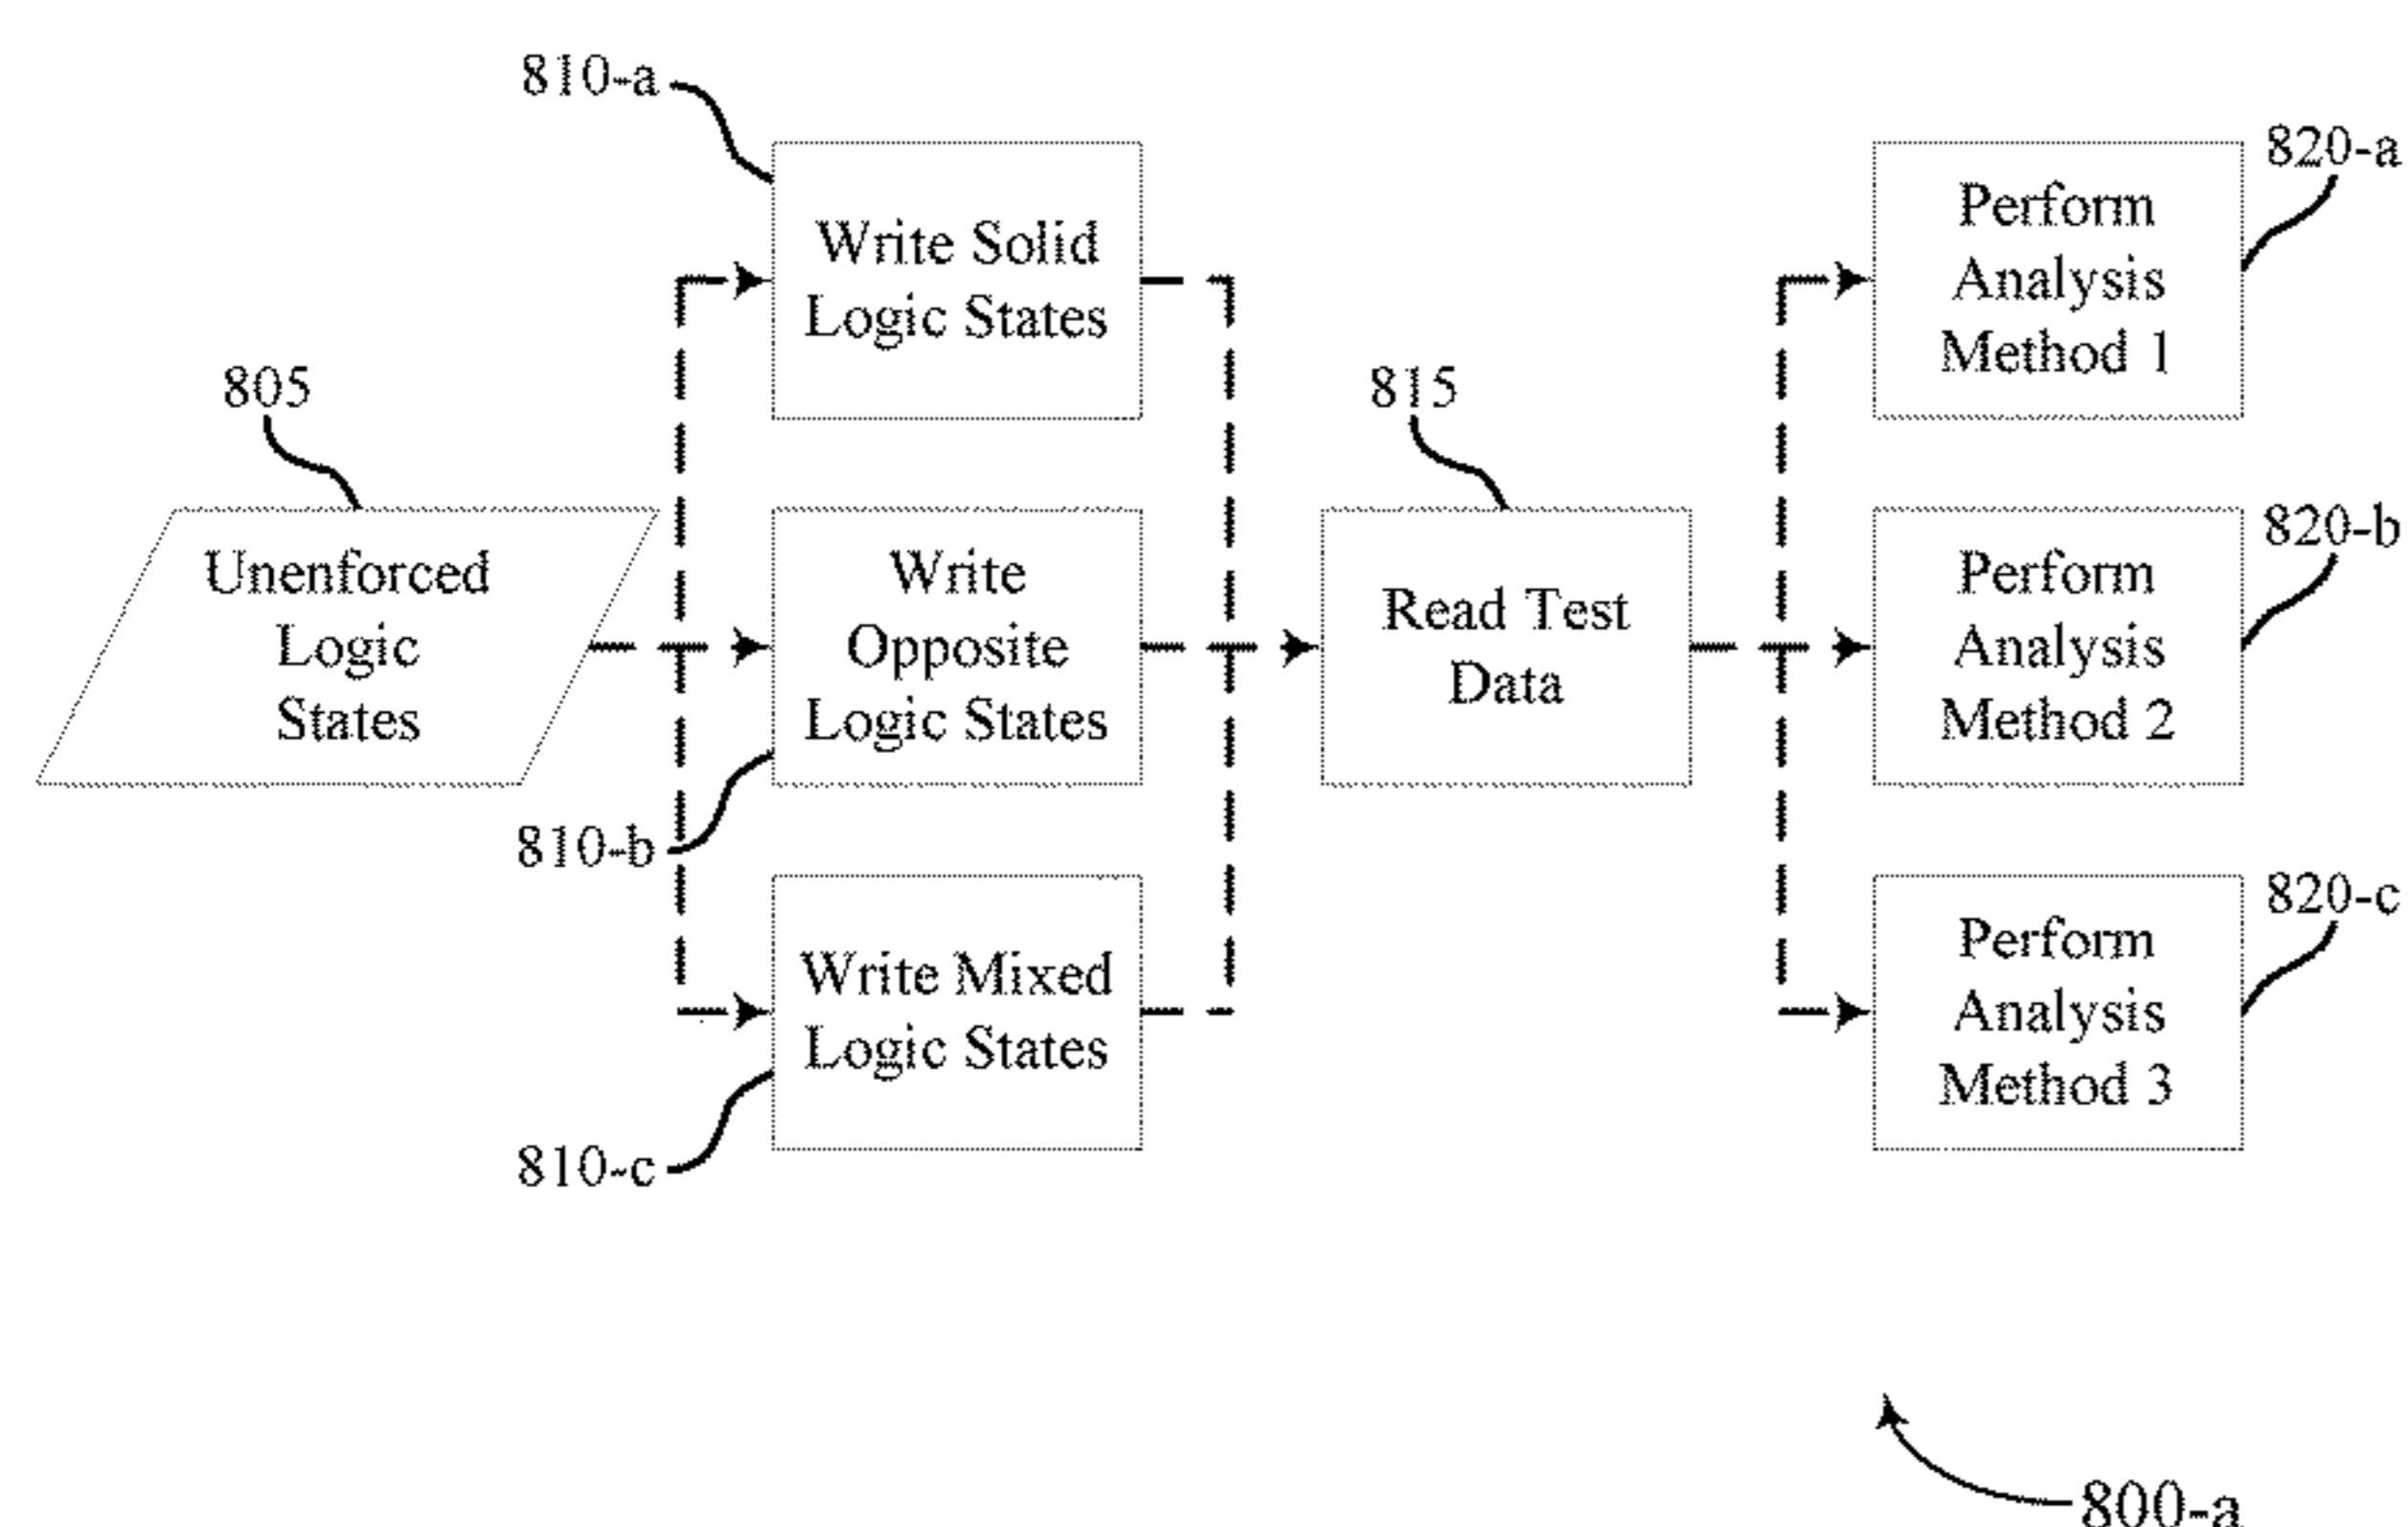 810-a
Write Solid
Logic States
820-a
Perform
Analysis
Method 1
805
Unenforced
Logic
States
810-b
Write
Opposite
Logic States
815
Read Test
Data
820-b
Perform
Analysis
Method 2
810-c
Write Mixed
Logic States
820-c
Perform
Analysis
Method 3
800-a